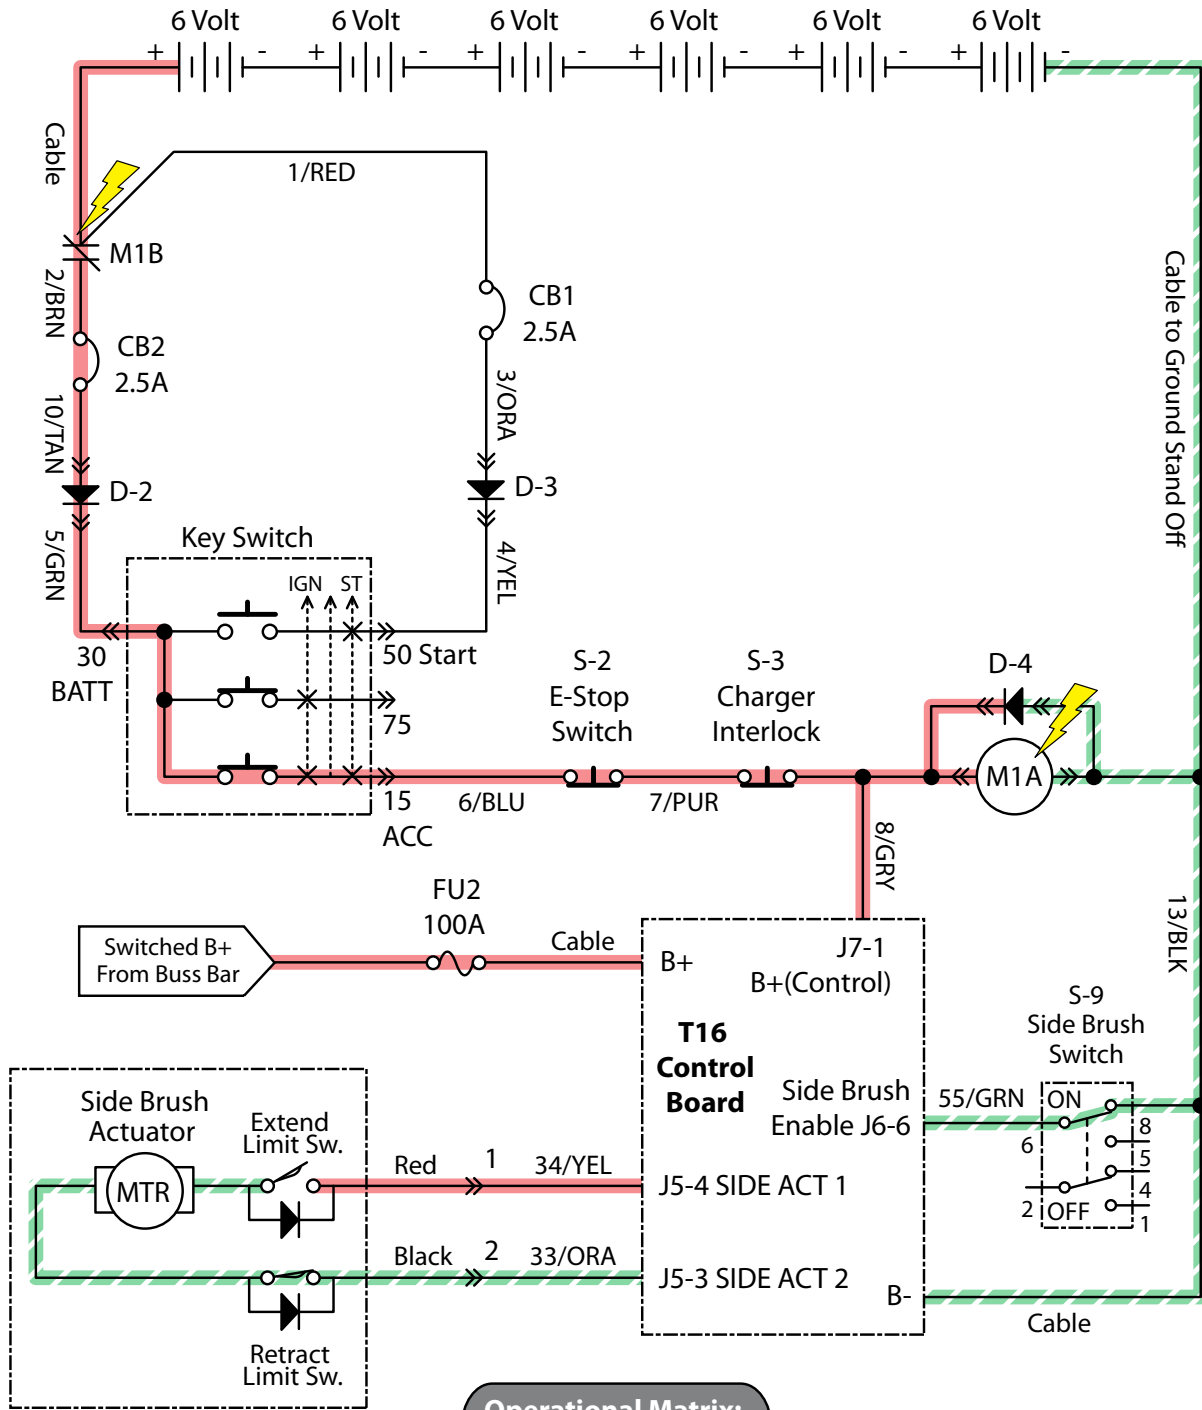 6 Volt 6 Volt 6 Volt 6 Volt 6 Volt 6 Volt
+ - + - + - + - + - + -
Cable
1/RED
M1B
2/BRN
CB1
2.5A
CB2
2.5A
3/ORA
10/TAN
D-2
D-3
Cable to Ground Stand Off
5/GRN
4/YEL
Key Switch
IGN ST
30
BATT
50 Start
75
15
ACC
6/BLU
S-2
E-Stop
Switch
7/PUR
S-3
Charger
Interlock
D-4
M1A
8/GRY
13/BLK
FU2
100A
Cable
Switched B+
From Buss Bar
B+
J7-1
B+(Control)
T16
Control
Board
Side Brush
Enable J6-6
55/GRN
S-9
Side Brush
Switch
ON
6
8
5
4
2
OFF
1
Side Brush
Actuator
MTR
Extend
Limit Sw.
Red
1
34/YEL
J5-4 SIDE ACT 1
Black
2
33/ORA
J5-3 SIDE ACT 2
B-
Cable
Retract
Limit Sw.
Operational Matrix: